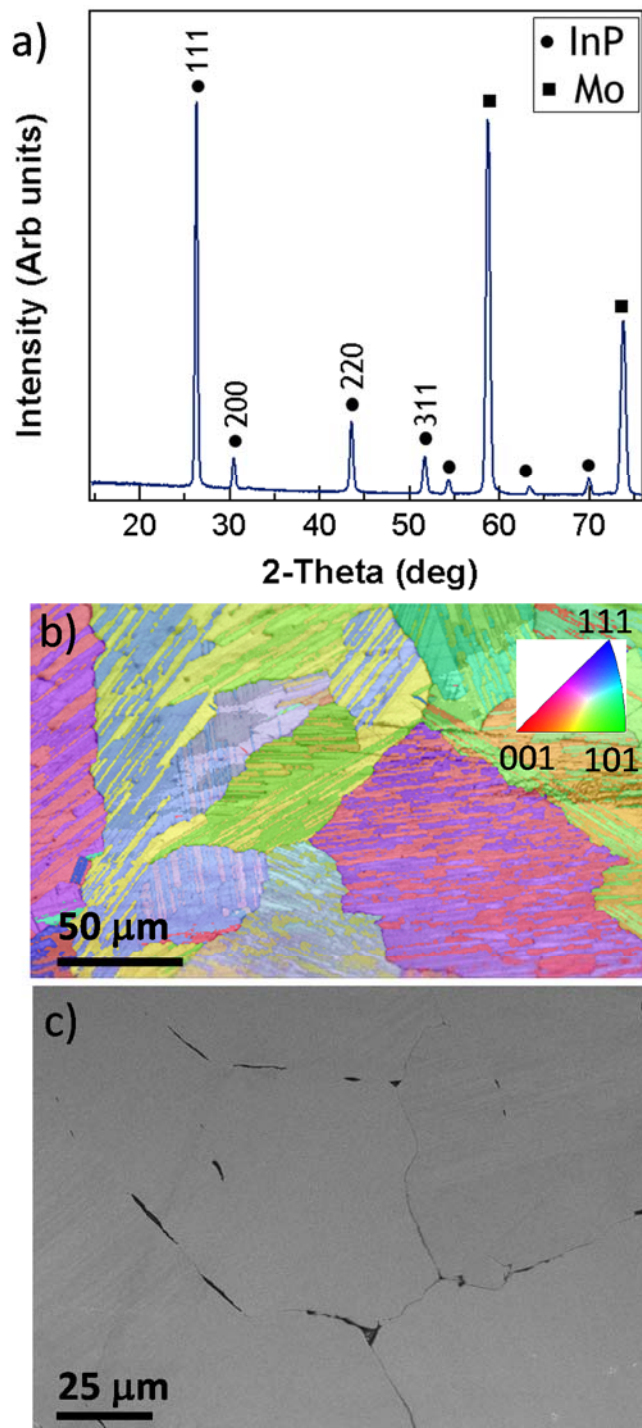 a)
111
● InP
■ Mo
Intensity (Arb units)
200
220
311
20 30 40 50 60 70
2-Theta (deg)
b)
111
001 101
50 μm
c)
25 μm